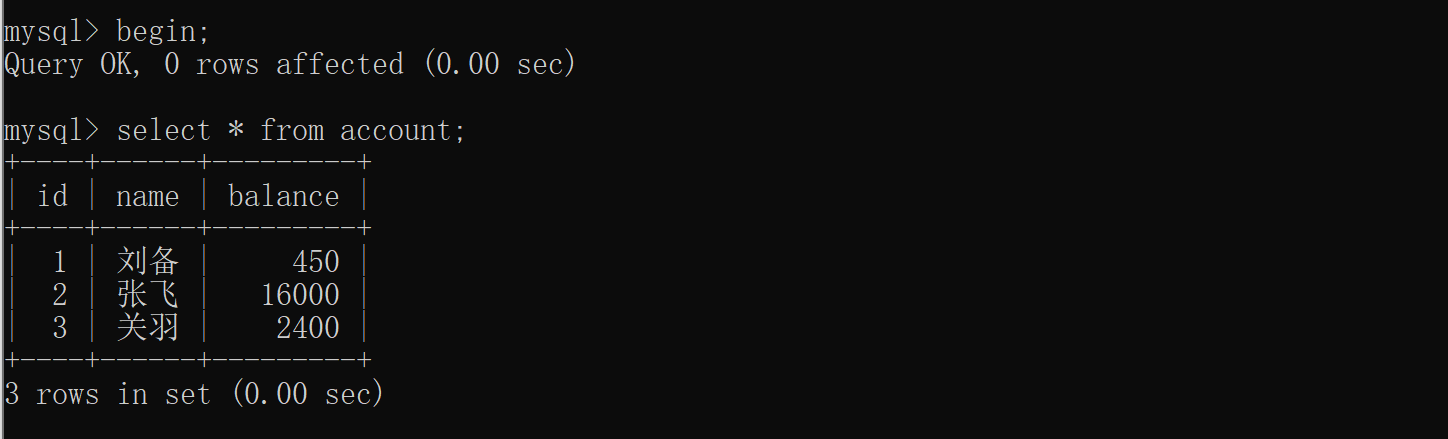 mysql> begin;
Query OK, 0 rows affected (0.00 sec)
mysql> select * from account;
+----+------+---------+
| id | name | balance |
+----+------+---------+
|  1 | 刘备 |     450 |
|  2 | 张飞 |   16000 |
|  3 | 关羽 |    2400 |
+----+------+---------+
3 rows in set (0.00 sec)